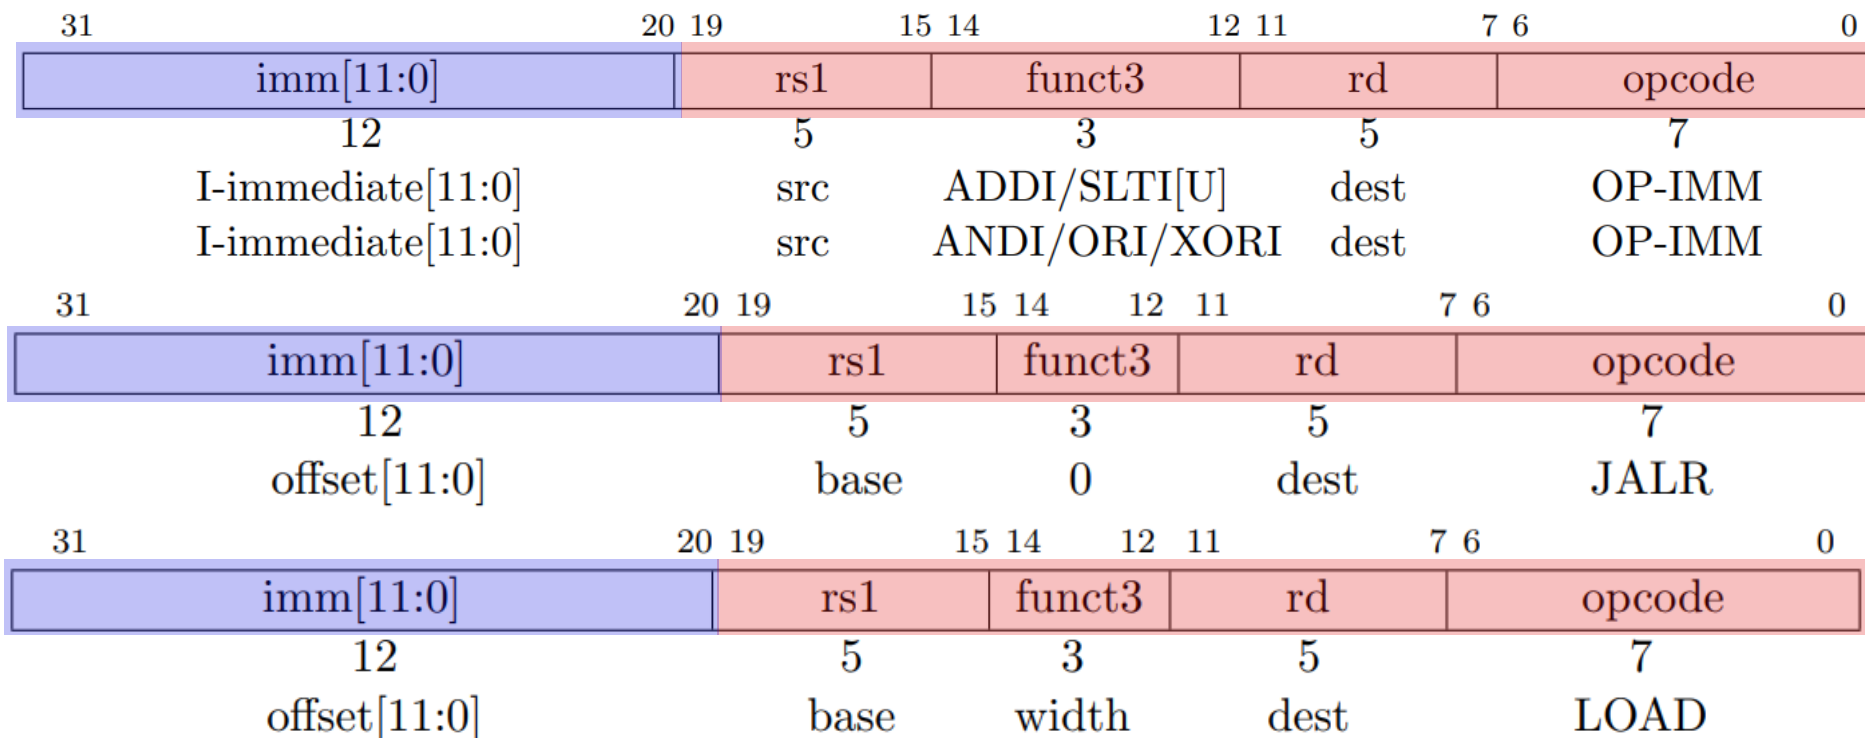 31 20 19 15 14 12 11 7 6 0
imm[11:0] rs1 funct3 rd opcode
12 5 3 5 7
I-immediate[11:0] src ADDI/SLTI[U] dest OP-IMM
I-immediate[11:0] src ANDI/ORI/XORI dest OP-IMM
31 20 19 15 14 12 11 7 6 0
imm[11:0] rs1 funct3 rd opcode
12 5 3 5 7
offset[11:0] base 0 dest JALR
31 20 19 15 14 12 11 7 6 0
imm[11:0] rs1 funct3 rd opcode
12 5 3 5 7
offset[11:0] base width dest LOAD